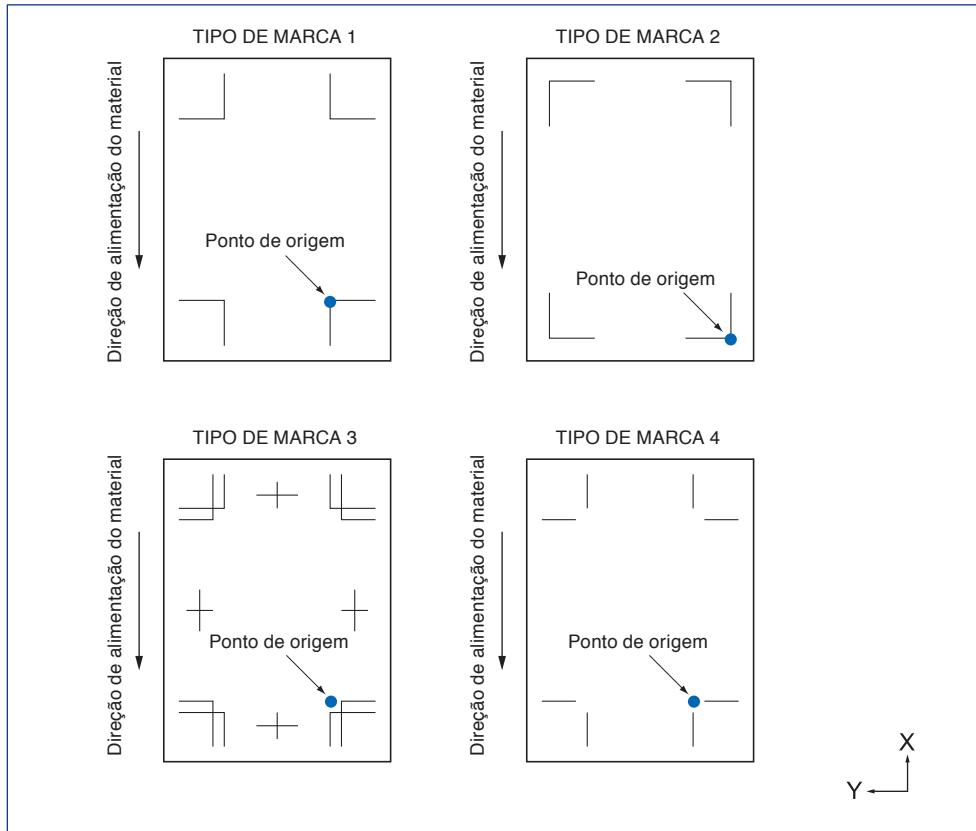 TIPO DE MARCA 1
Direção de alimentação do material
Ponto de origem
TIPO DE MARCA 2
Direção de alimentação do material
Ponto de origem
TIPO DE MARCA 3
Direção de alimentação do material
Ponto de origem
TIPO DE MARCA 4
Direção de alimentação do material
Ponto de origem
X
Y